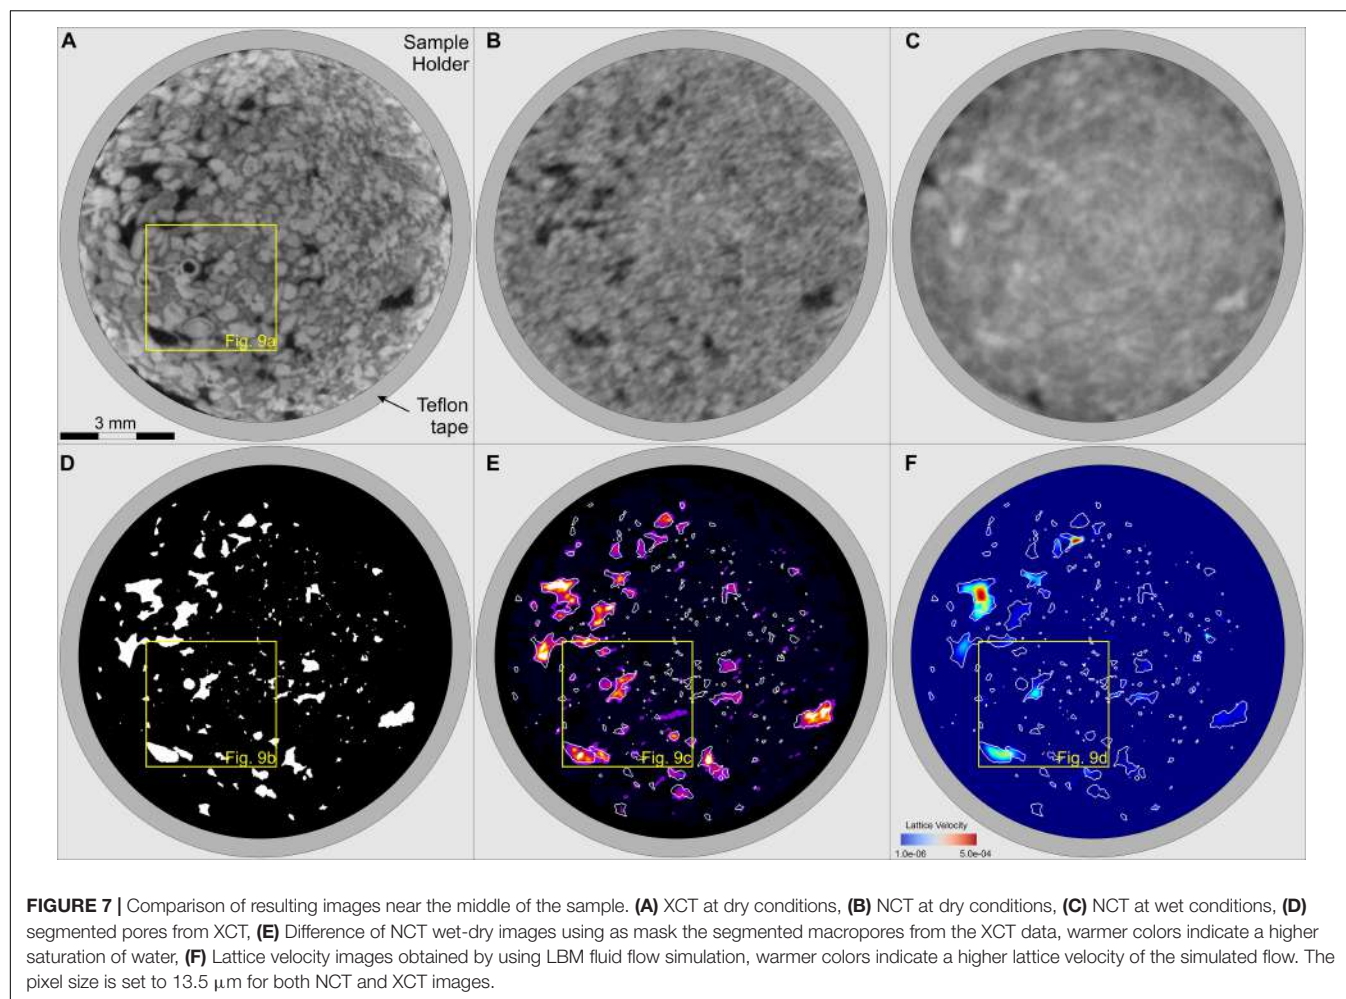 A
Sample
Holder
B
C
Fig. 9a
3 mm
Teflon
tape
D
E
F
Fig. 9b
Fig. 9c
Fig. 9d
Lattice Velocity
1.0e-06 5.0e-04
FIGURE 7 | Comparison of resulting images near the middle of the sample. (A) XCT at dry conditions, (B) NCT at dry conditions, (C) NCT at wet conditions, (D)
segmented pores from XCT, (E) Difference of NCT wet-dry images using as mask the segmented macropores from the XCT data, warmer colors indicate a higher
saturation of water, (F) Lattice velocity images obtained by using LBM fluid flow simulation, warmer colors indicate a higher lattice velocity of the simulated flow. The
pixel size is set to 13.5 μm for both NCT and XCT images.